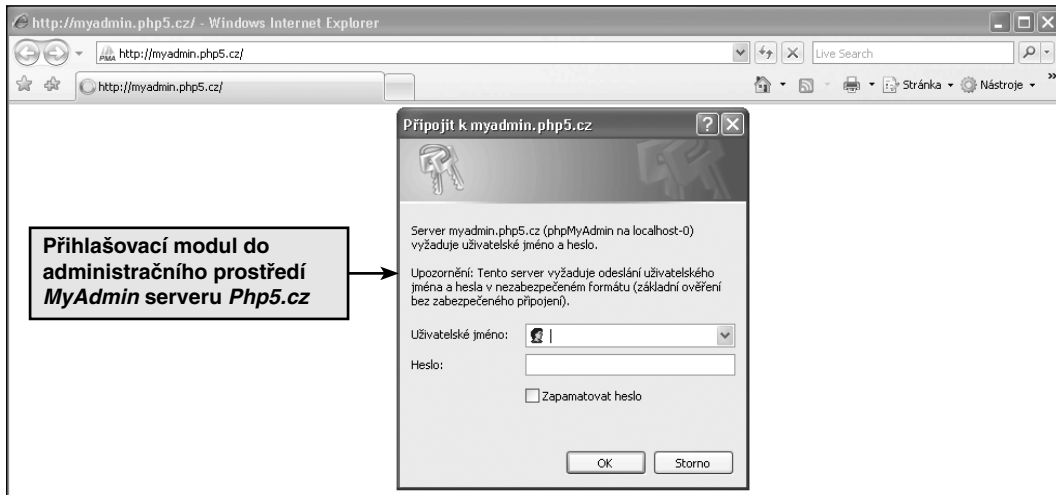 http://myadmin.php5.cz/ - Windows Internet Explorer
PMA http://myadmin.php5.cz/
Live Search
http://myadmin.php5.cz/
Stránka
Nástroje
»
Připojit k myadmin.php5.cz
Server myadmin.php5.cz (phpMyAdmin na localhost-0)
vyžaduje uživatelské jméno a heslo.
Upozornění: Tento server vyžaduje odeslání uživatelského
jména a hesla v nezabezpečeném formátu (základní ověření
bez zabezpečeného připojení).
Přihlašovací modul do
administračního prostředí
MyAdmin serveru Php5.cz
Uživatelské jméno:
Heslo:
Zapamatovat heslo
OK
Storno